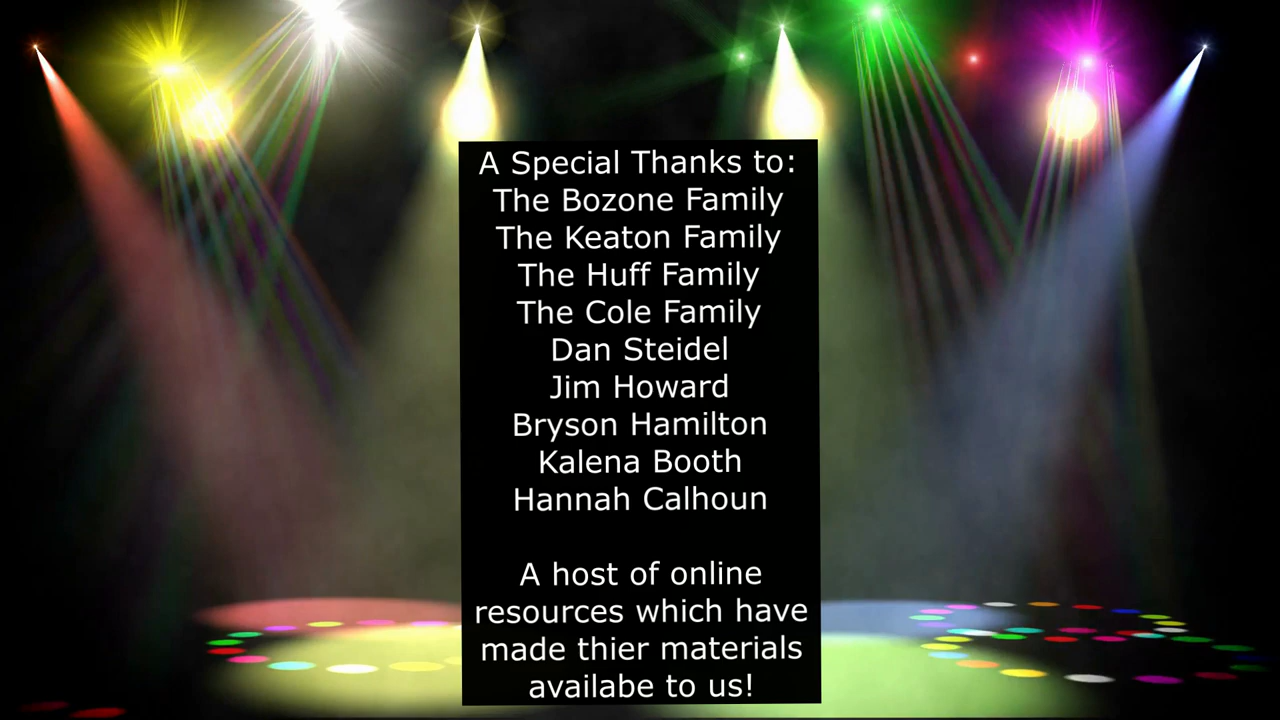 A Special Thanks to:
The Bozone Family
The Keaton Family
The Huff Family
The Cole Family
Dan Steidel
Jim Howard
Bryson Hamilton
Kalena Booth
Hannah Calhoun
A host of online
resources which have
made thier materials
availabe to us!